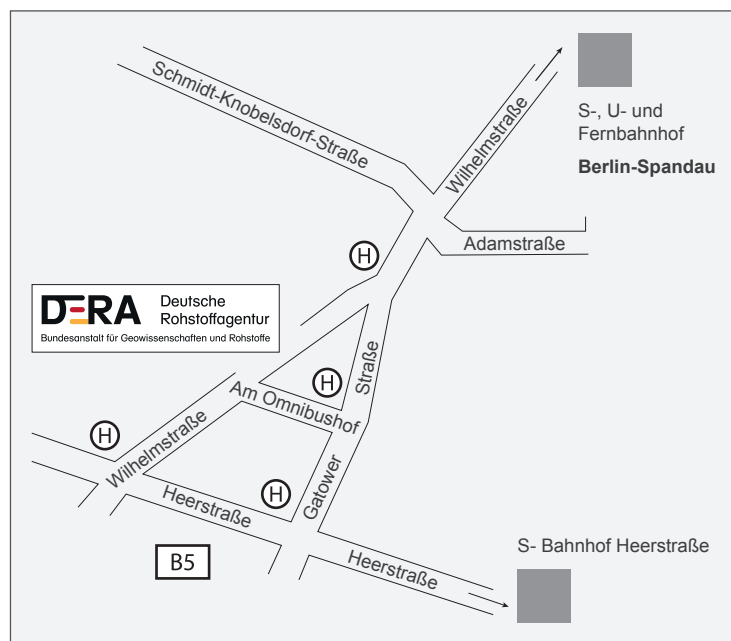 Schmidt-Knobelsdorf-Straße
Wilhelmstraße
S-, U- und
Fernbahnhof
Berlin-Spandau
Adamstraße
H
DERA Deutsche
Rohstoffagentur
Bundesanstalt für Geowissenschaften und Rohstoffe
Straße
H
Am Omnibushof
H
Wilhelmstraße
H
Gatower
Heerstraße
B5
Heerstraße
S- Bahnhof Heerstraße